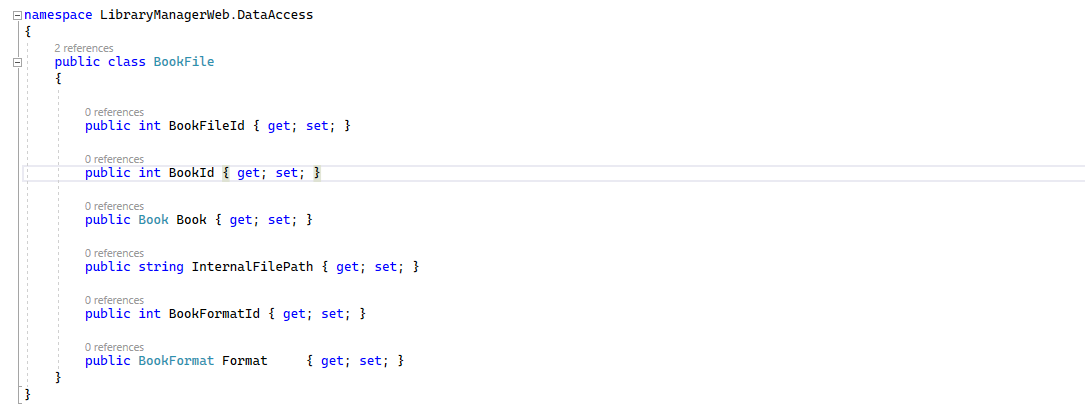 namespace LibraryManagerWeb.DataAccess
{
2 references
public class BookFile
{
0 references
public int BookFileId { get; set; }
0 references
public int BookId { get; set; }
0 references
public Book Book { get; set; }
0 references
public string InternalFilePath { get; set; }
0 references
public int BookFormatId { get; set; }
0 references
public BookFormat Format     { get; set; }
}
}